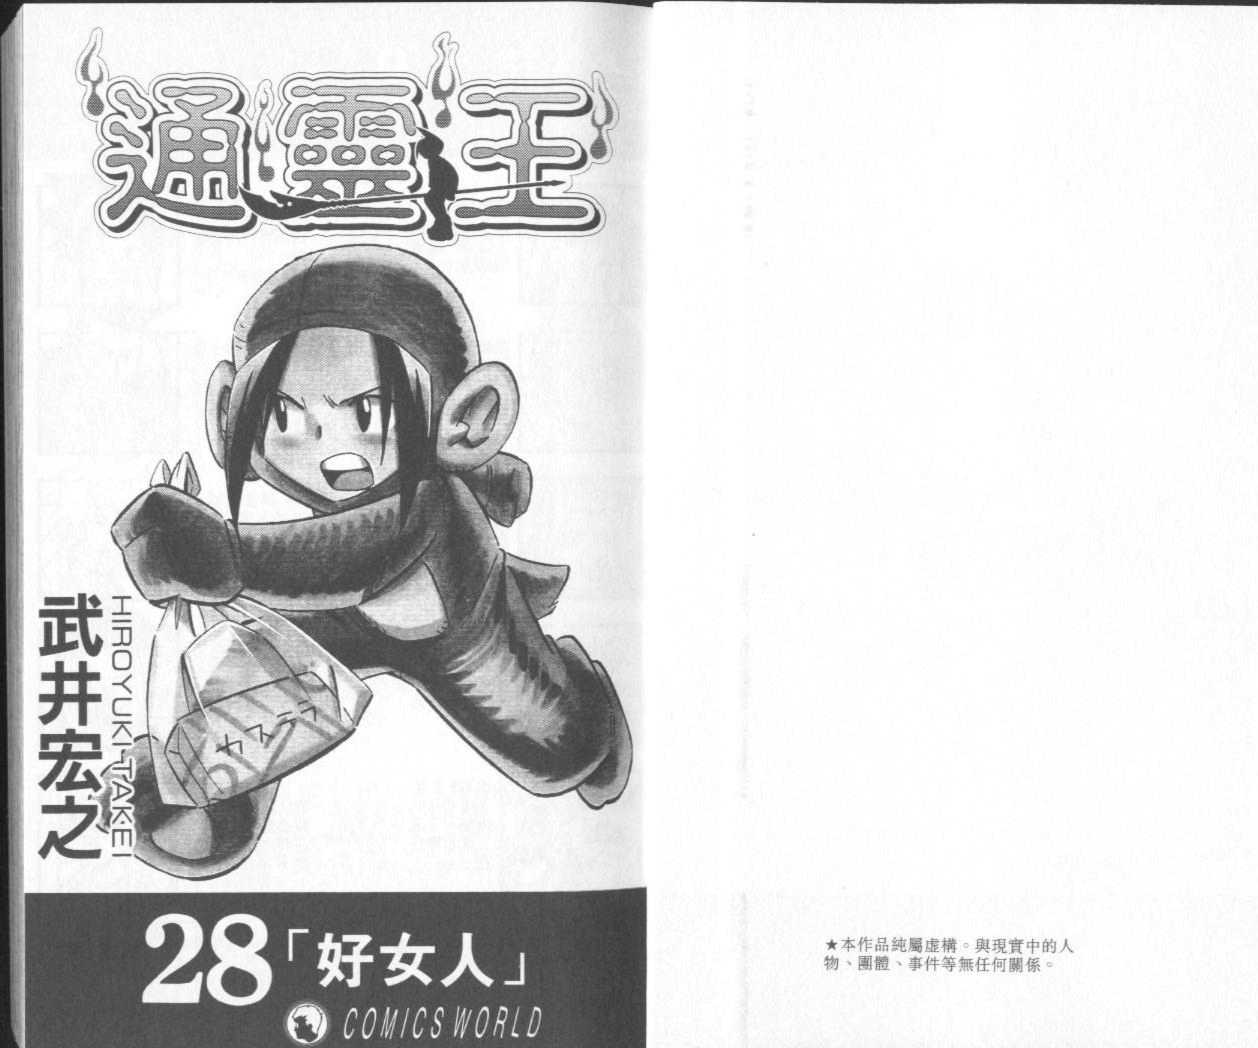 通靈王
武井宏之
HIROYUKI TAKEI
カステラ
28「好女人」
COMICS WORLD
★本作品純屬虛構。與現實中的人
物、團體、事件等無任何關係。